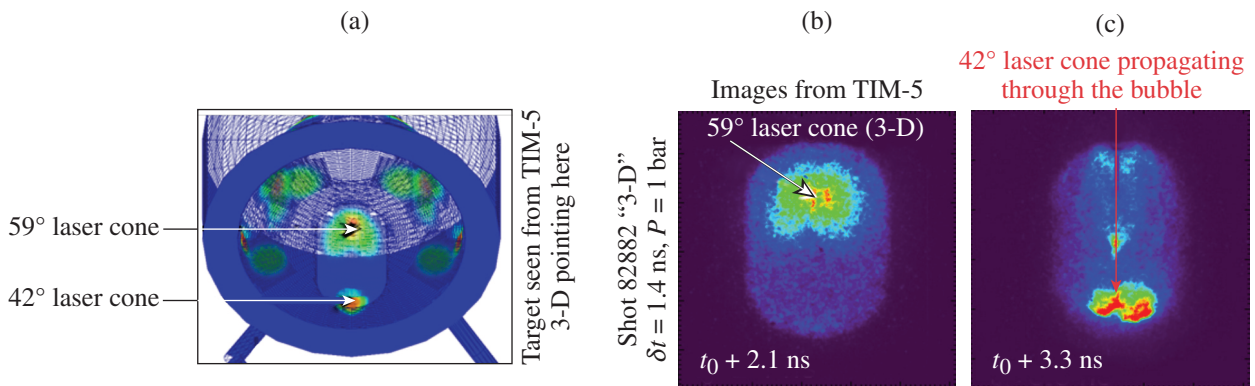 (a)
59° laser cone
42° laser cone
Target seen from TIM-5
3-D pointing here
(b)
Images from TIM-5
59° laser cone (3-D)
Shot 82882 “3-D”
δt = 1.4 ns, P = 1 bar
t0 + 2.1 ns
(c)
42° laser cone propagating
through the bubble
t0 + 3.3 ns